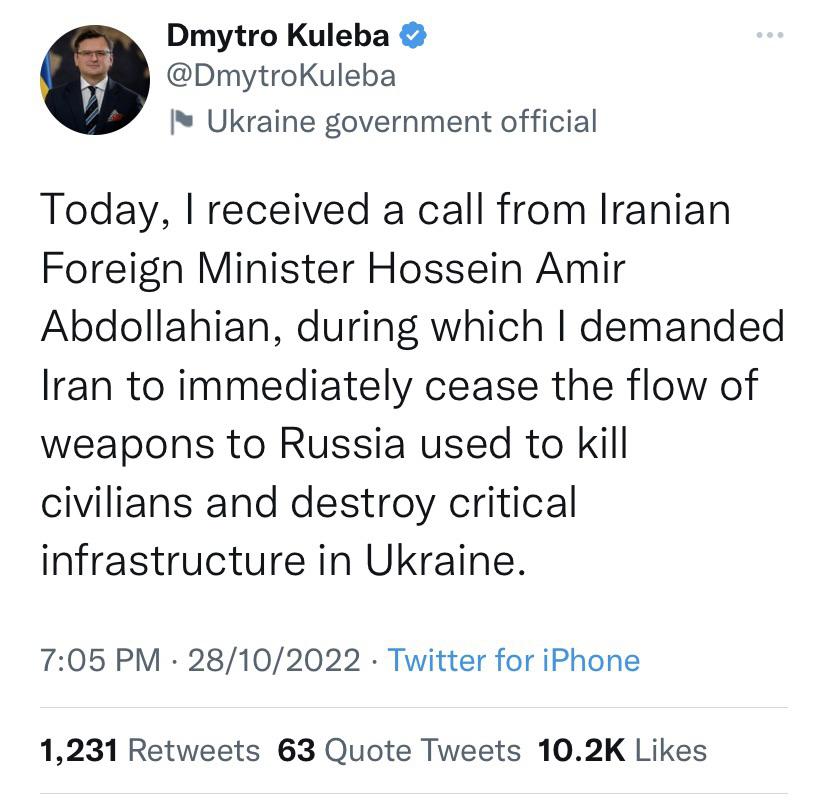 Dmytro Kuleba
@DmytroKuleba
Ukraine government official
Today, I received a call from Iranian
Foreign Minister Hossein Amir
Abdollahian, during which I demanded
Iran to immediately cease the flow of
weapons to Russia used to kill
civilians and destroy critical
infrastructure in Ukraine.
7:05 PM · 28/10/2022 · Twitter for iPhone
1,231 Retweets 63 Quote Tweets 10.2K Likes